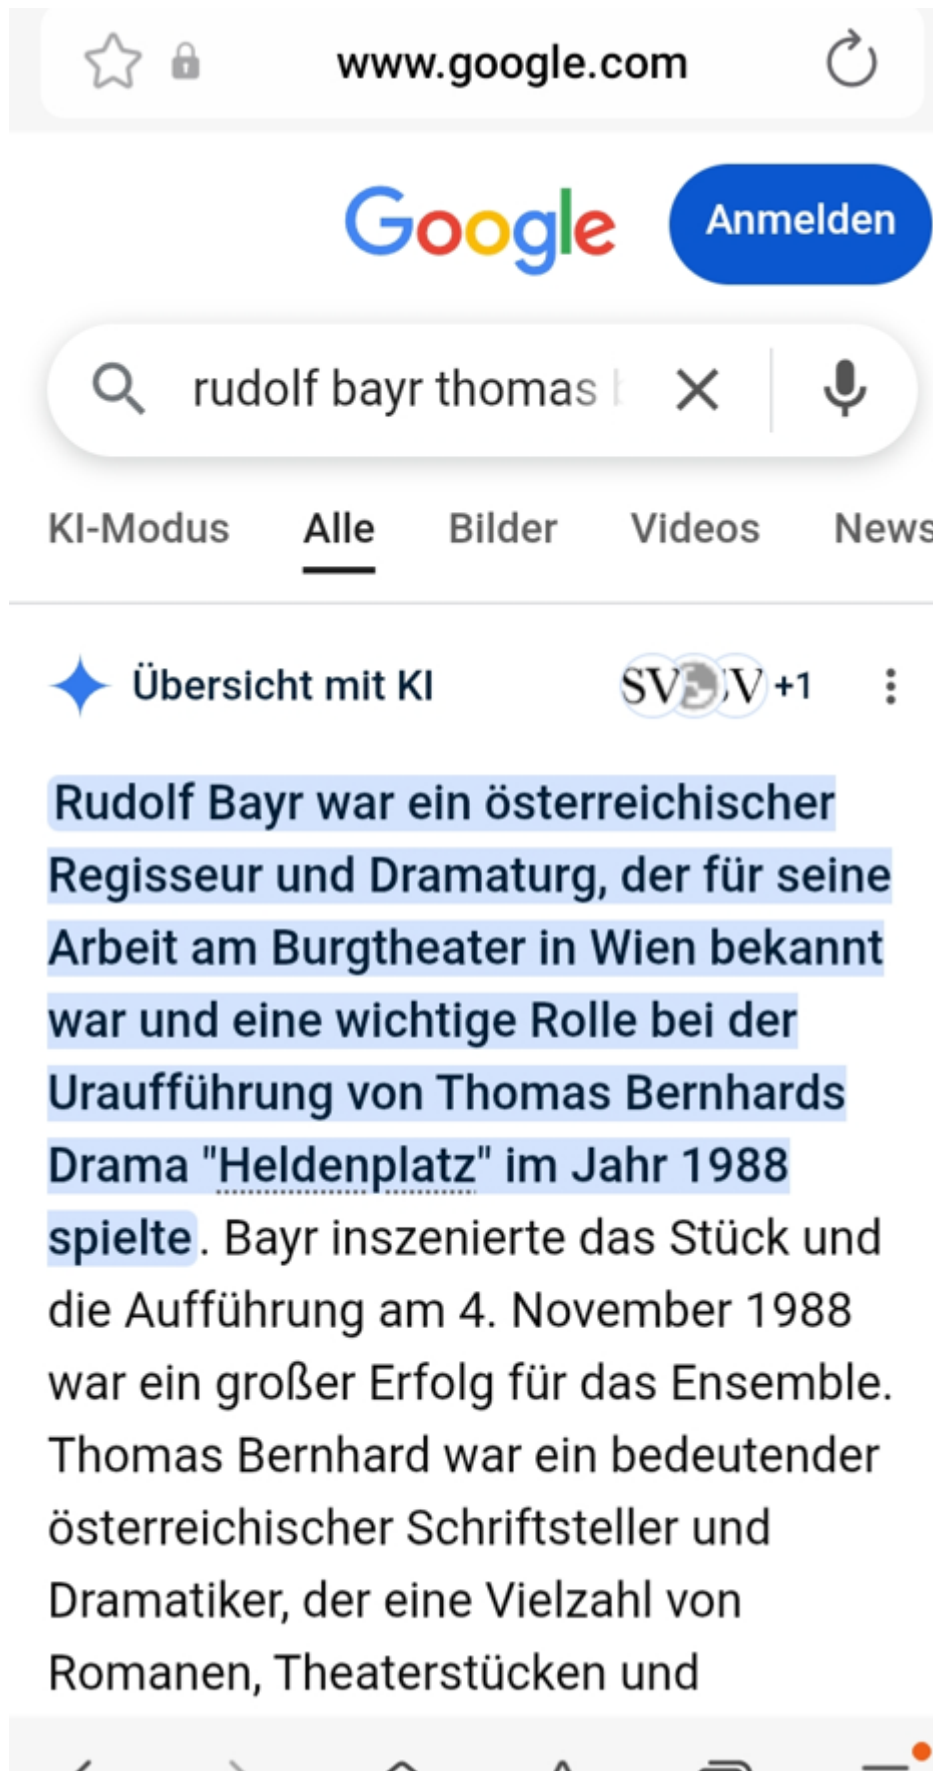 www.google.com
Google
Anmelden
rudolf bayr thomas
KI-Modus Alle Bilder Videos News
Übersicht mit KI
SV V +1
Rudolf Bayr war ein österreichischer
Regisseur und Dramaturg, der für seine
Arbeit am Burgtheater in Wien bekannt
war und eine wichtige Rolle bei der
Uraufführung von Thomas Bernhards
Drama "Heldenplatz" im Jahr 1988
spielte. Bayr inszenierte das Stück und
die Aufführung am 4. November 1988
war ein großer Erfolg für das Ensemble.
Thomas Bernhard war ein bedeutender
österreichischer Schriftsteller und
Dramatiker, der eine Vielzahl von
Romanen, Theaterstücken und